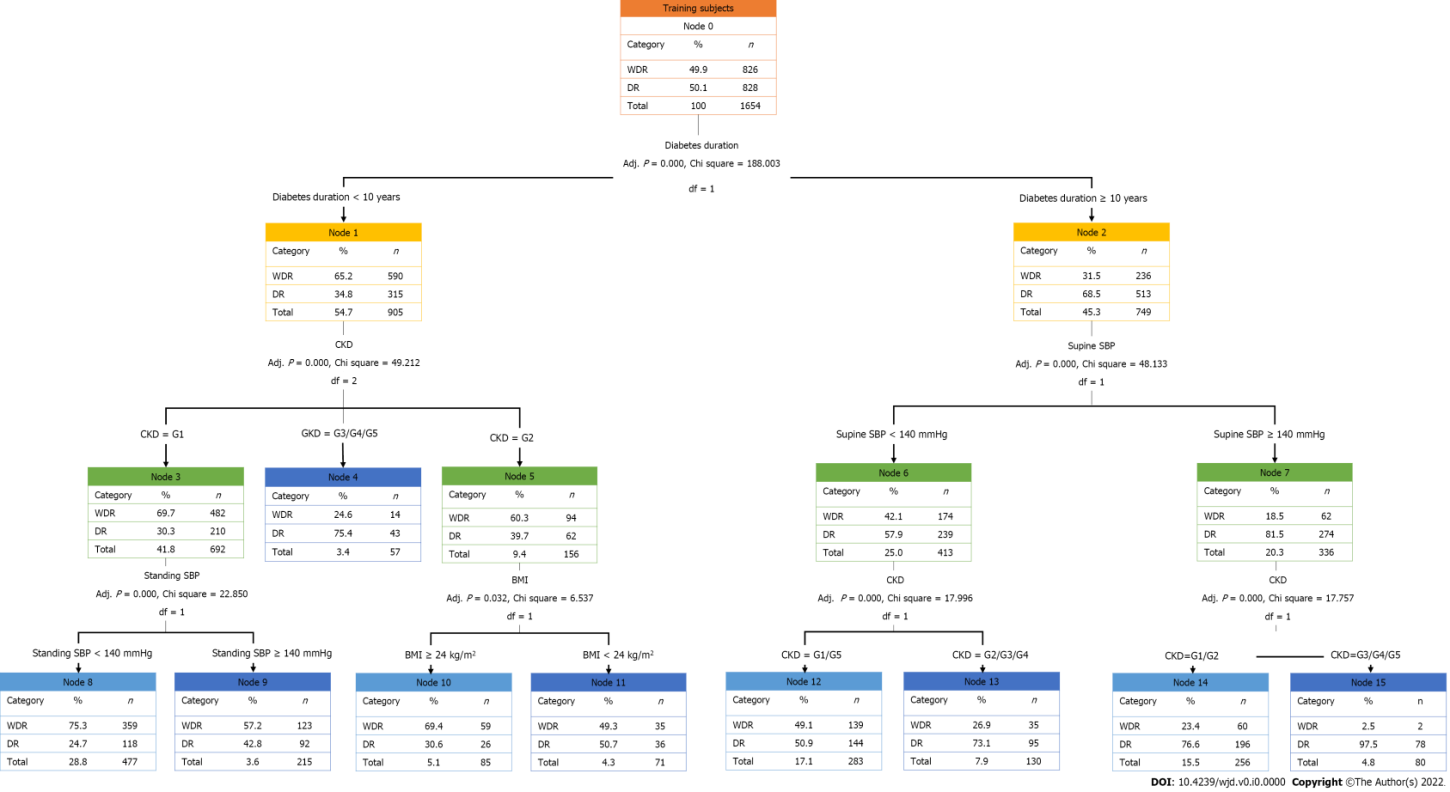 Training subjects
Node 0
Category % n
WDR 49.9 826
DR 50.1 828
Total 100 1654
Diabetes duration
Adj. P = 0.000, Chi square = 188.003
df = 1
Diabetes duration < 10 years
Diabetes duration ≥ 10 years
Node 1
Category % n
WDR 65.2 590
DR 34.8 315
Total 54.7 905
CKD
Adj. P = 0.000, Chi square = 49.212
df = 2
Node 2
Category % n
WDR 31.5 236
DR 68.5 513
Total 45.3 749
Supine SBP
Adj. P = 0.000, Chi square = 48.133
df = 1
CKD = G1
GKD = G3/G4/G5
CKD = G2
Supine SBP < 140 mmHg
Supine SBP ≥ 140 mmHg
Node 3
Category % n
WDR 69.7 482
DR 30.3 210
Total 41.8 692
Standing SBP
Adj. P = 0.000, Chi square = 22.850
df = 1
Node 4
Category % n
WDR 24.6 14
DR 75.4 43
Total 3.4 57
Node 5
Category % n
WDR 60.3 94
DR 39.7 62
Total 9.4 156
BMI
Adj. P = 0.032, Chi square = 6.537
df = 1
Node 6
Category % n
WDR 42.1 174
DR 57.9 239
Total 25.0 413
CKD
Adj. P = 0.000, Chi square = 17.996
df = 1
Node 7
Category % n
WDR 18.5 62
DR 81.5 274
Total 20.3 336
CKD
Adj. P = 0.000, Chi square = 17.757
df = 1
Standing SBP < 140 mmHg
Standing SBP ≥ 140 mmHg
BMI ≥ 24 kg/m²
BMI < 24 kg/m²
CKD = G1/G5
CKD = G2/G3/G4
CKD=G1/G2
CKD=G3/G4/G5
Node 8
Category % n
WDR 75.3 359
DR 24.7 118
Total 28.8 477
Node 9
Category % n
WDR 57.2 123
DR 42.8 92
Total 3.6 215
Node 10
Category % n
WDR 69.4 59
DR 30.6 26
Total 5.1 85
Node 11
Category % n
WDR 49.3 35
DR 50.7 36
Total 4.3 71
Node 12
Category % n
WDR 49.1 139
DR 50.9 144
Total 17.1 283
Node 13
Category % n
WDR 26.9 35
DR 73.1 95
Total 7.9 130
Node 14
Category % n
WDR 23.4 60
DR 76.6 196
Total 15.5 256
Node 15
Category % n
WDR 2.5 2
DR 97.5 78
Total 4.8 80
DOI: 10.4239/wjd.v0.i0.0000 Copyright ©The Author(s) 2022.